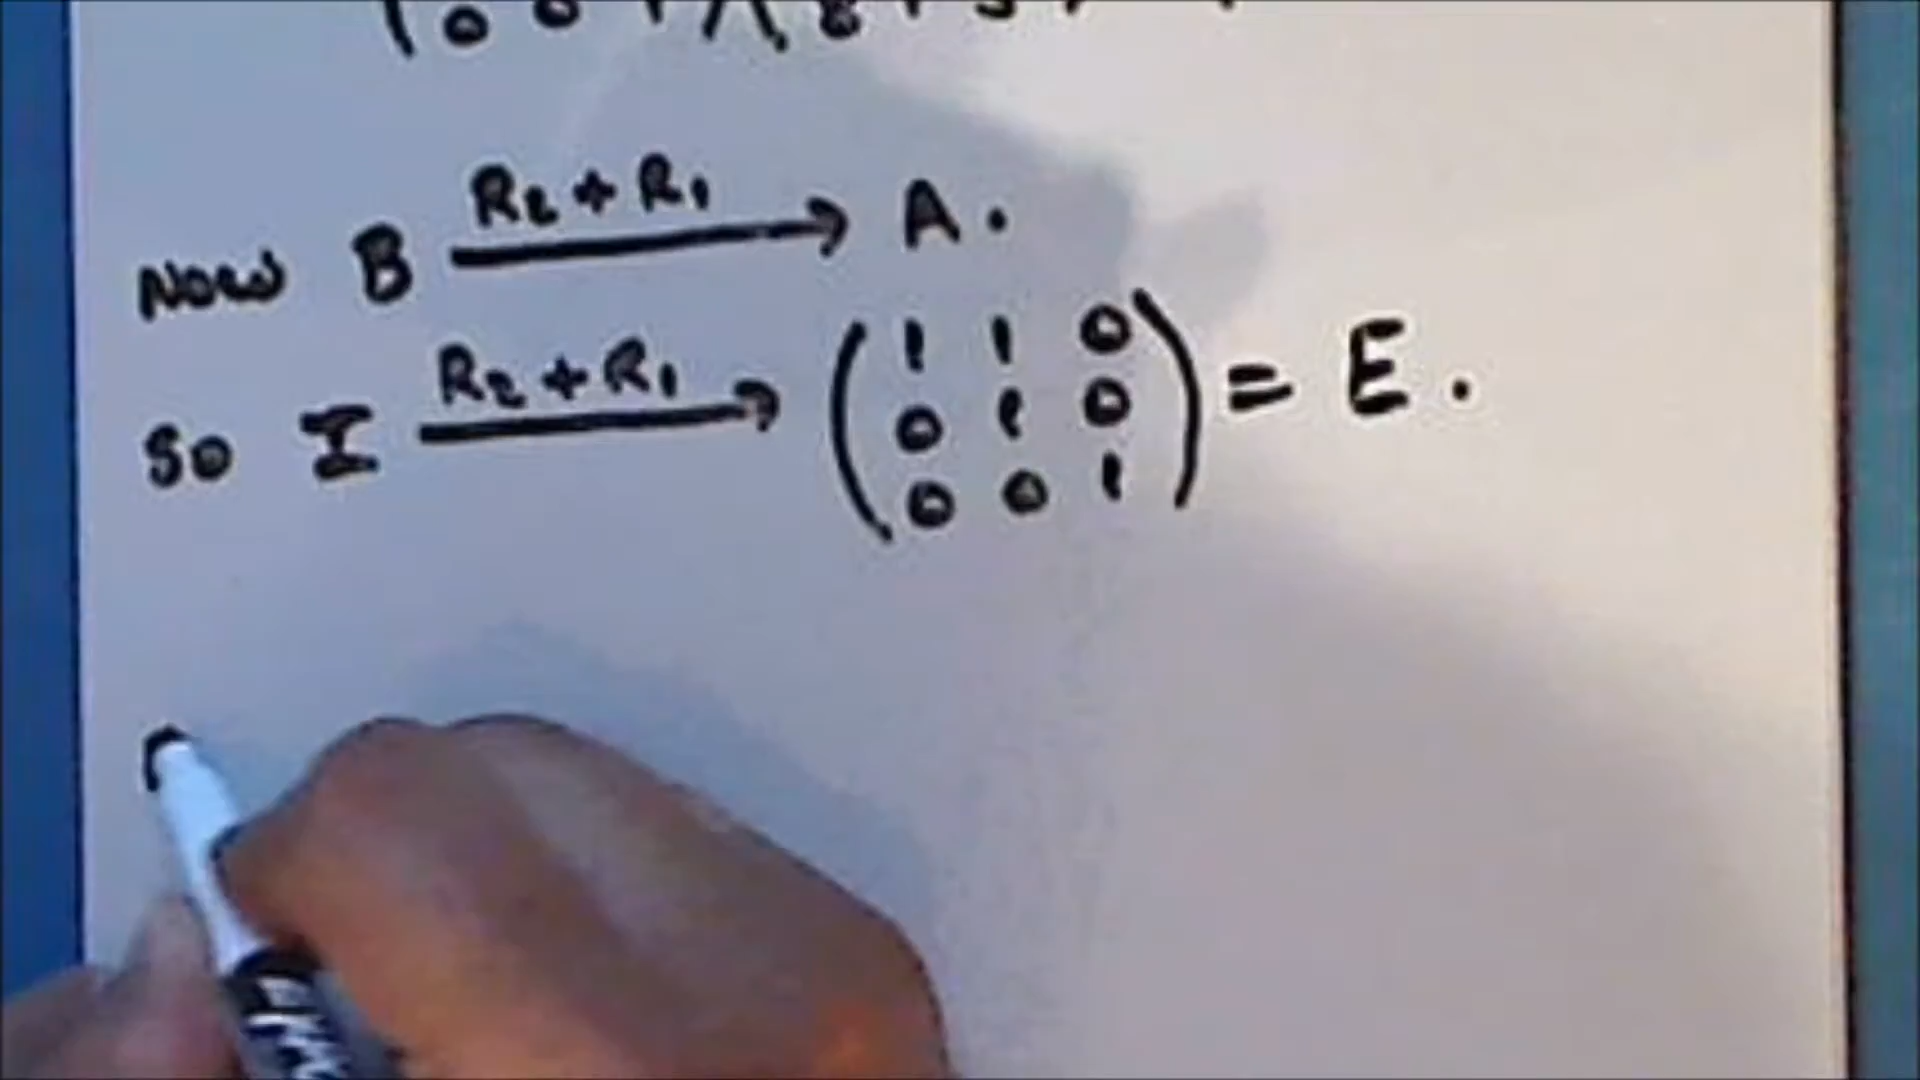 Now B R2 + R1 → A.
So I R2 + R1 → ( 1 1 0 ) = E.
0 1 0
0 0 1